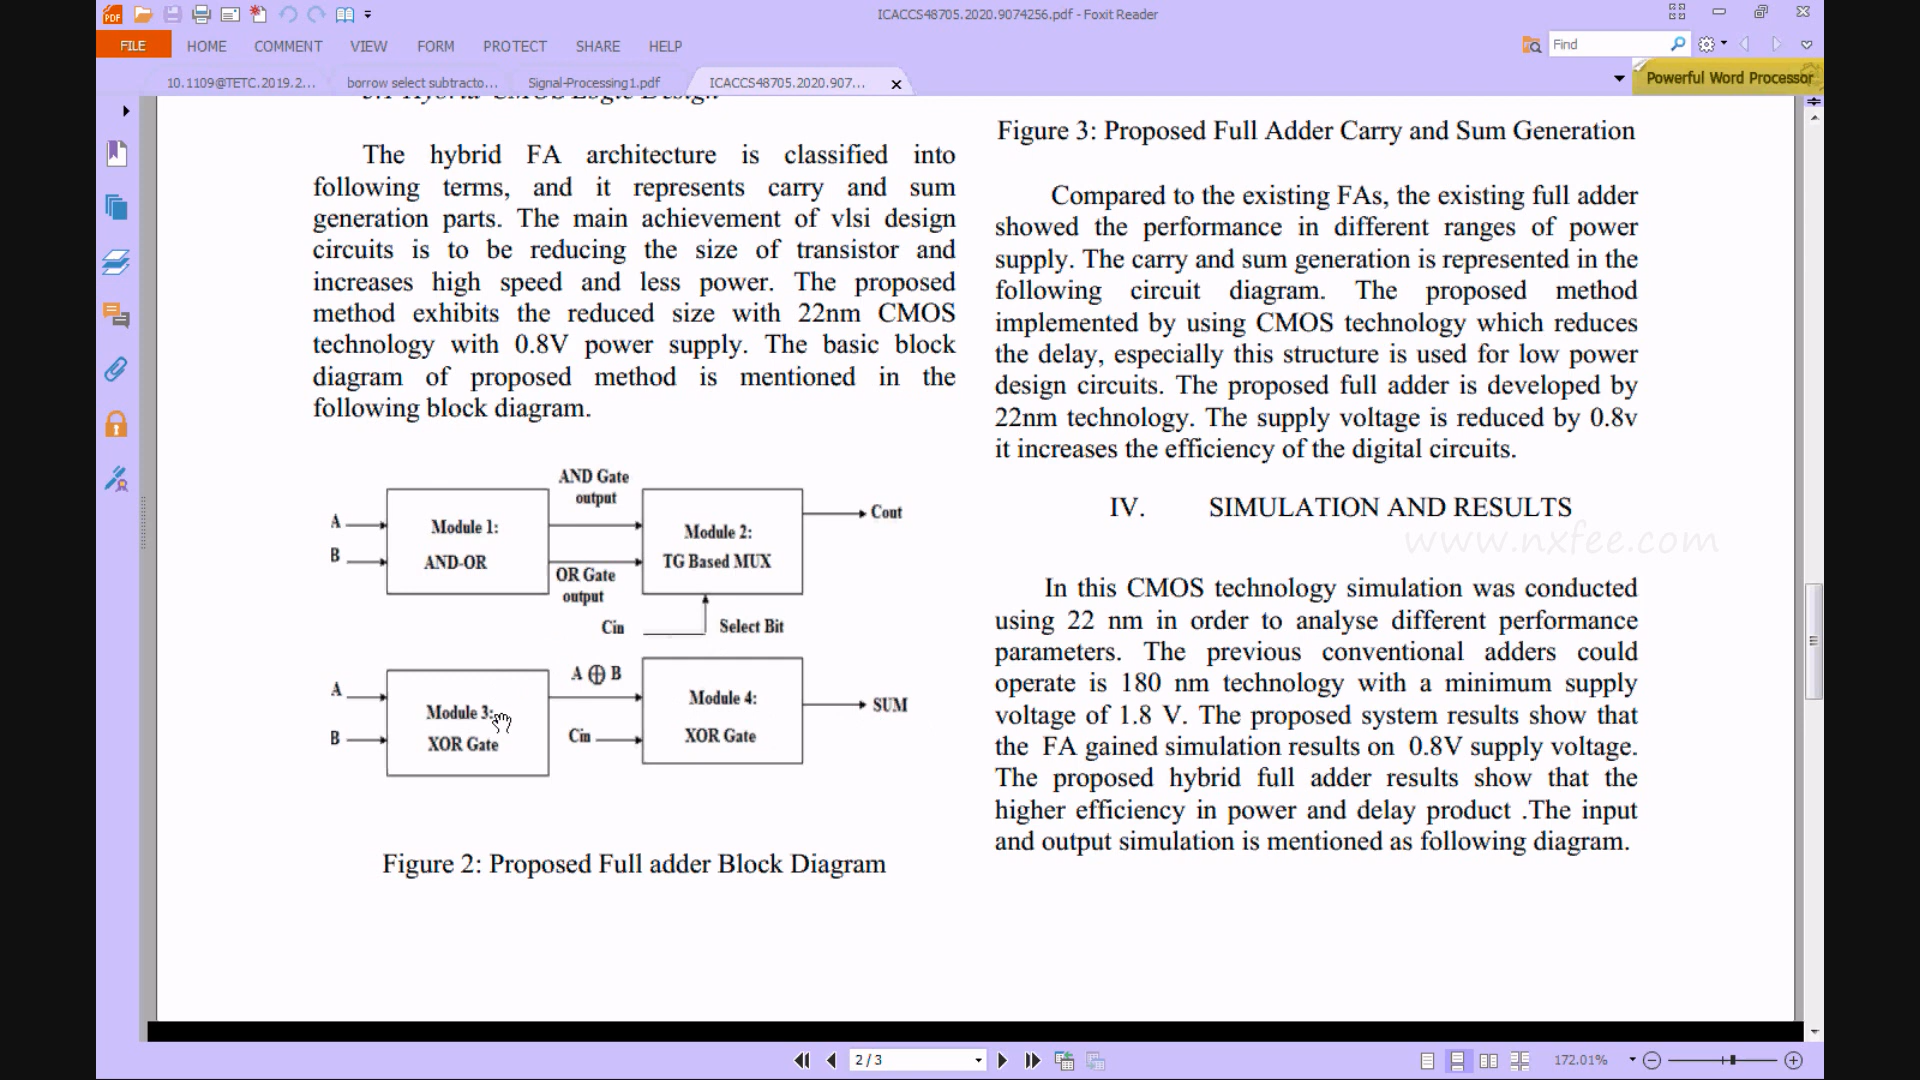 ICACCS48705.2020.9074256.pdf - Foxit Reader
FILE HOME COMMENT VIEW FORM PROTECT SHARE HELP Find
10.1109@TETC.2019.2... borrow select subtracto... Signal-Processing1.pdf ICACCS48705.2020.907... Powerful Word Processor
3.1 Hybrid CMOS Logic Design
The hybrid FA architecture is classified into
following terms, and it represents carry and sum
generation parts. The main achievement of vlsi design
circuits is to be reducing the size of transistor and
increases high speed and less power. The proposed
method exhibits the reduced size with 22nm CMOS
technology with 0.8V power supply. The basic block
diagram of proposed method is mentioned in the
following block diagram.
AND Gate
output
A
B
Module 1:
AND-OR
Module 2:
TG Based MUX
Cout
OR Gate
output
Cin
Select Bit
A
B
Module 3:
XOR Gate
A ⊕ B
Cin
Module 4:
XOR Gate
SUM
Figure 2: Proposed Full adder Block Diagram
Figure 3: Proposed Full Adder Carry and Sum Generation
Compared to the existing FAs, the existing full adder
showed the performance in different ranges of power
supply. The carry and sum generation is represented in the
following circuit diagram. The proposed method
implemented by using CMOS technology which reduces
the delay, especially this structure is used for low power
design circuits. The proposed full adder is developed by
22nm technology. The supply voltage is reduced by 0.8v
it increases the efficiency of the digital circuits.
IV. SIMULATION AND RESULTS
www.nxfee.com
In this CMOS technology simulation was conducted
using 22 nm in order to analyse different performance
parameters. The previous conventional adders could
operate is 180 nm technology with a minimum supply
voltage of 1.8 V. The proposed system results show that
the FA gained simulation results on 0.8V supply voltage.
The proposed hybrid full adder results show that the
higher efficiency in power and delay product .The input
and output simulation is mentioned as following diagram.
2 / 3
172.01%